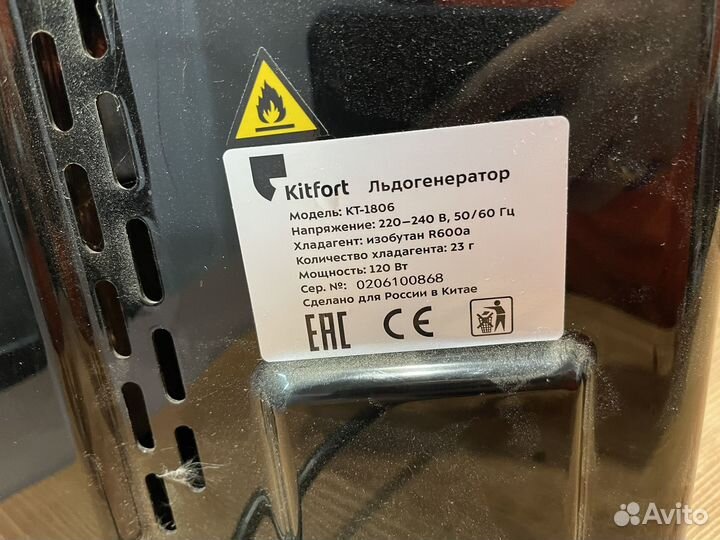 Kitfort Льдогенератор
Модель: КТ-1806
Напряжение: 220–240 В, 50/60 Гц
Хладагент: изобутан R600a
Количество хладагента: 23 г
Мощность: 120 Вт
Сер. №: 0206100868
Сделано для России в Китае
EAC CE
Avito